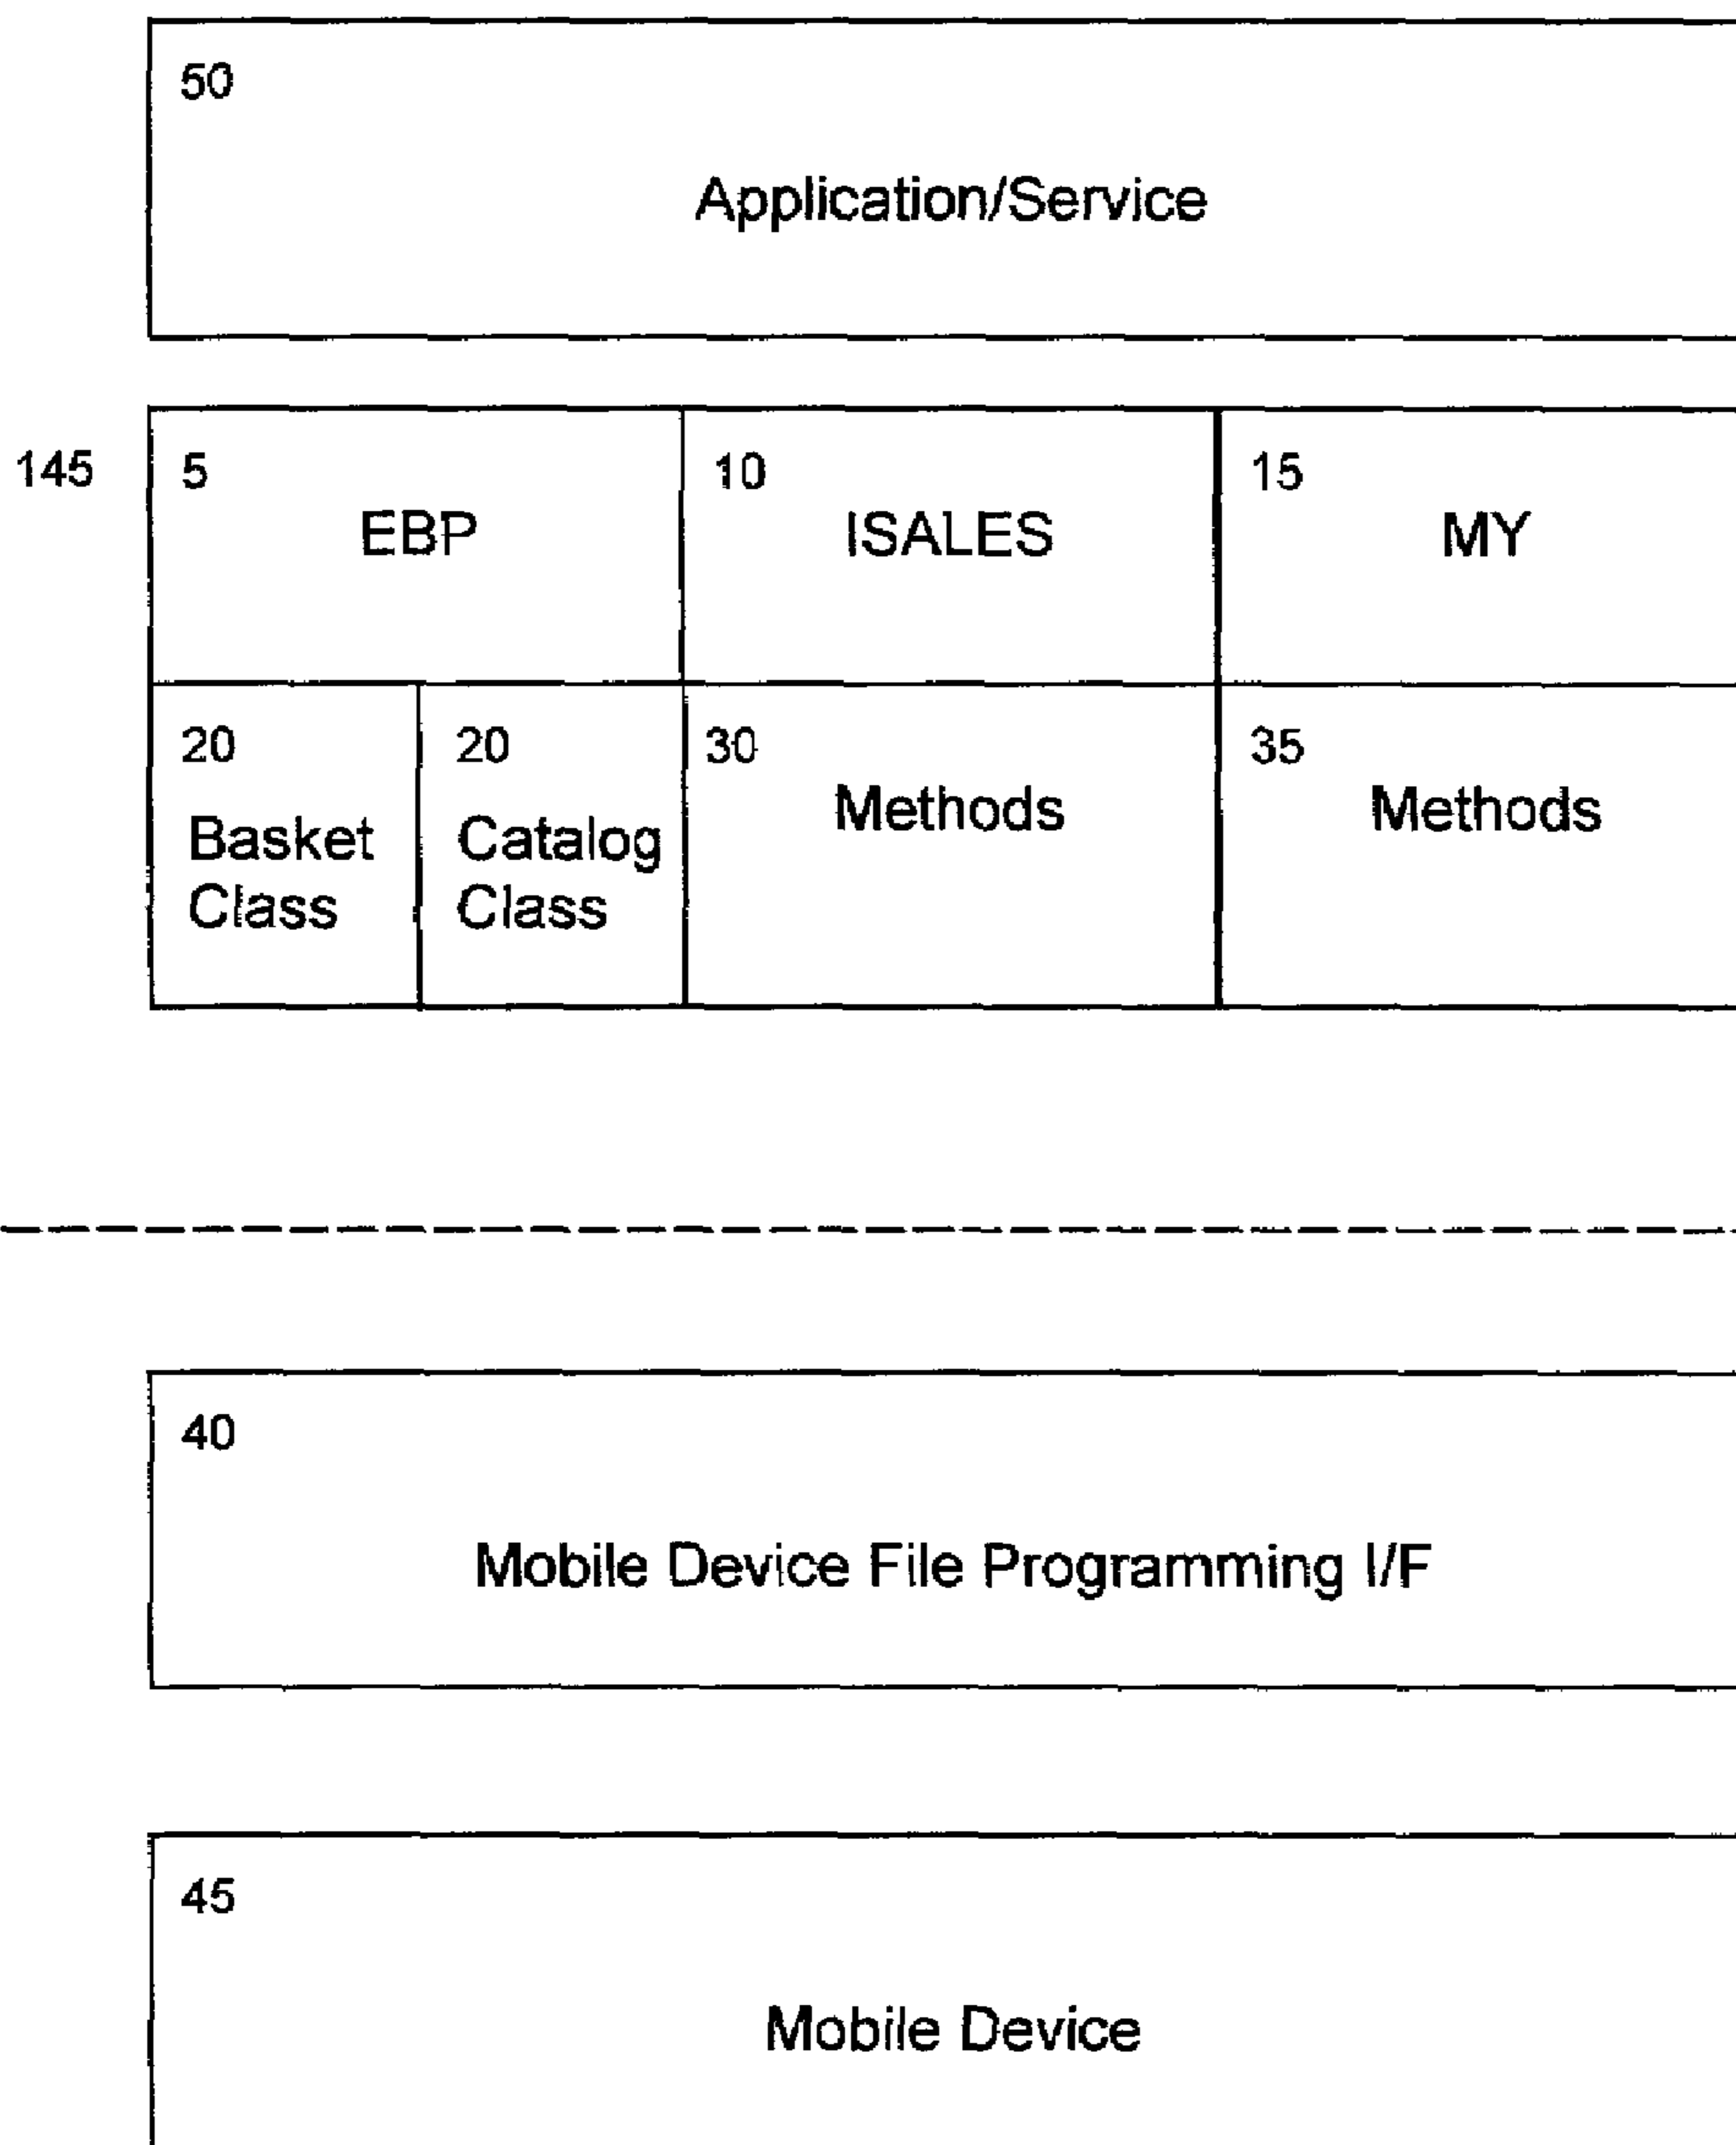 50
Application/Service
145
5
EBP
10
ISALES
15
MY
20
Basket
Class
20
Catalog
Class
30
Methods
35
Methods
40
Mobile Device File Programming I/F
45
Mobile Device